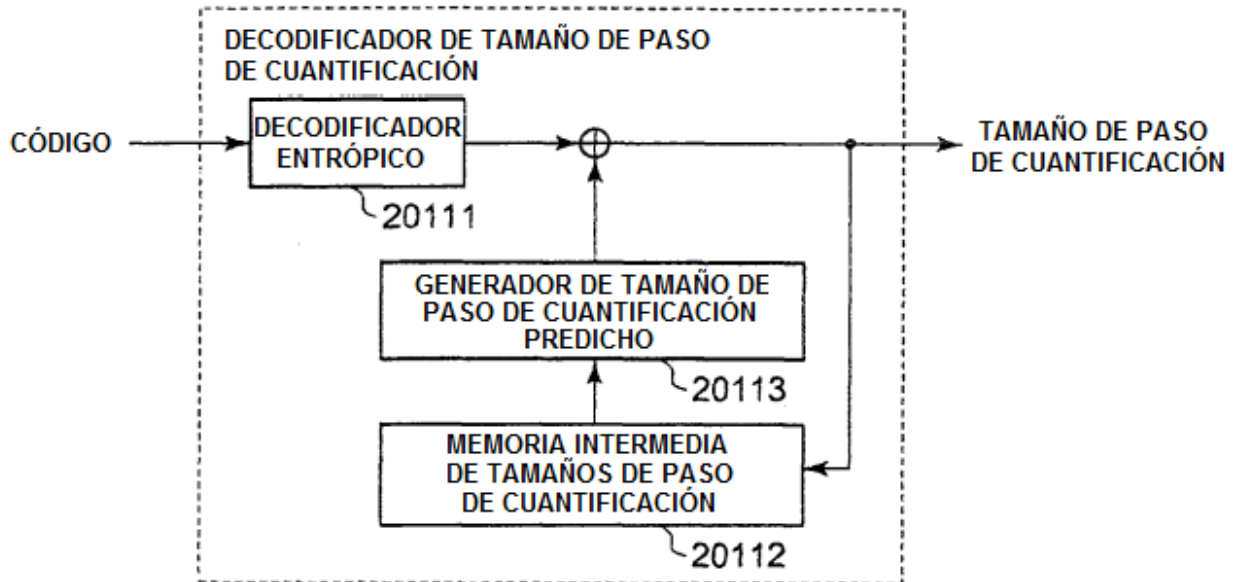 DECODIFICADOR DE TAMAÑO DE PASO
DE CUANTIFICACIÓN
CÓDIGO
DECODIFICADOR
ENTRÓPICO
20111
TAMAÑO DE PASO
DE CUANTIFICACIÓN
GENERADOR DE TAMAÑO DE
PASO DE CUANTIFICACIÓN
PREDICHO
20113
MEMORIA INTERMEDIA
DE TAMAÑOS DE PASO
DE CUANTIFICACIÓN
20112